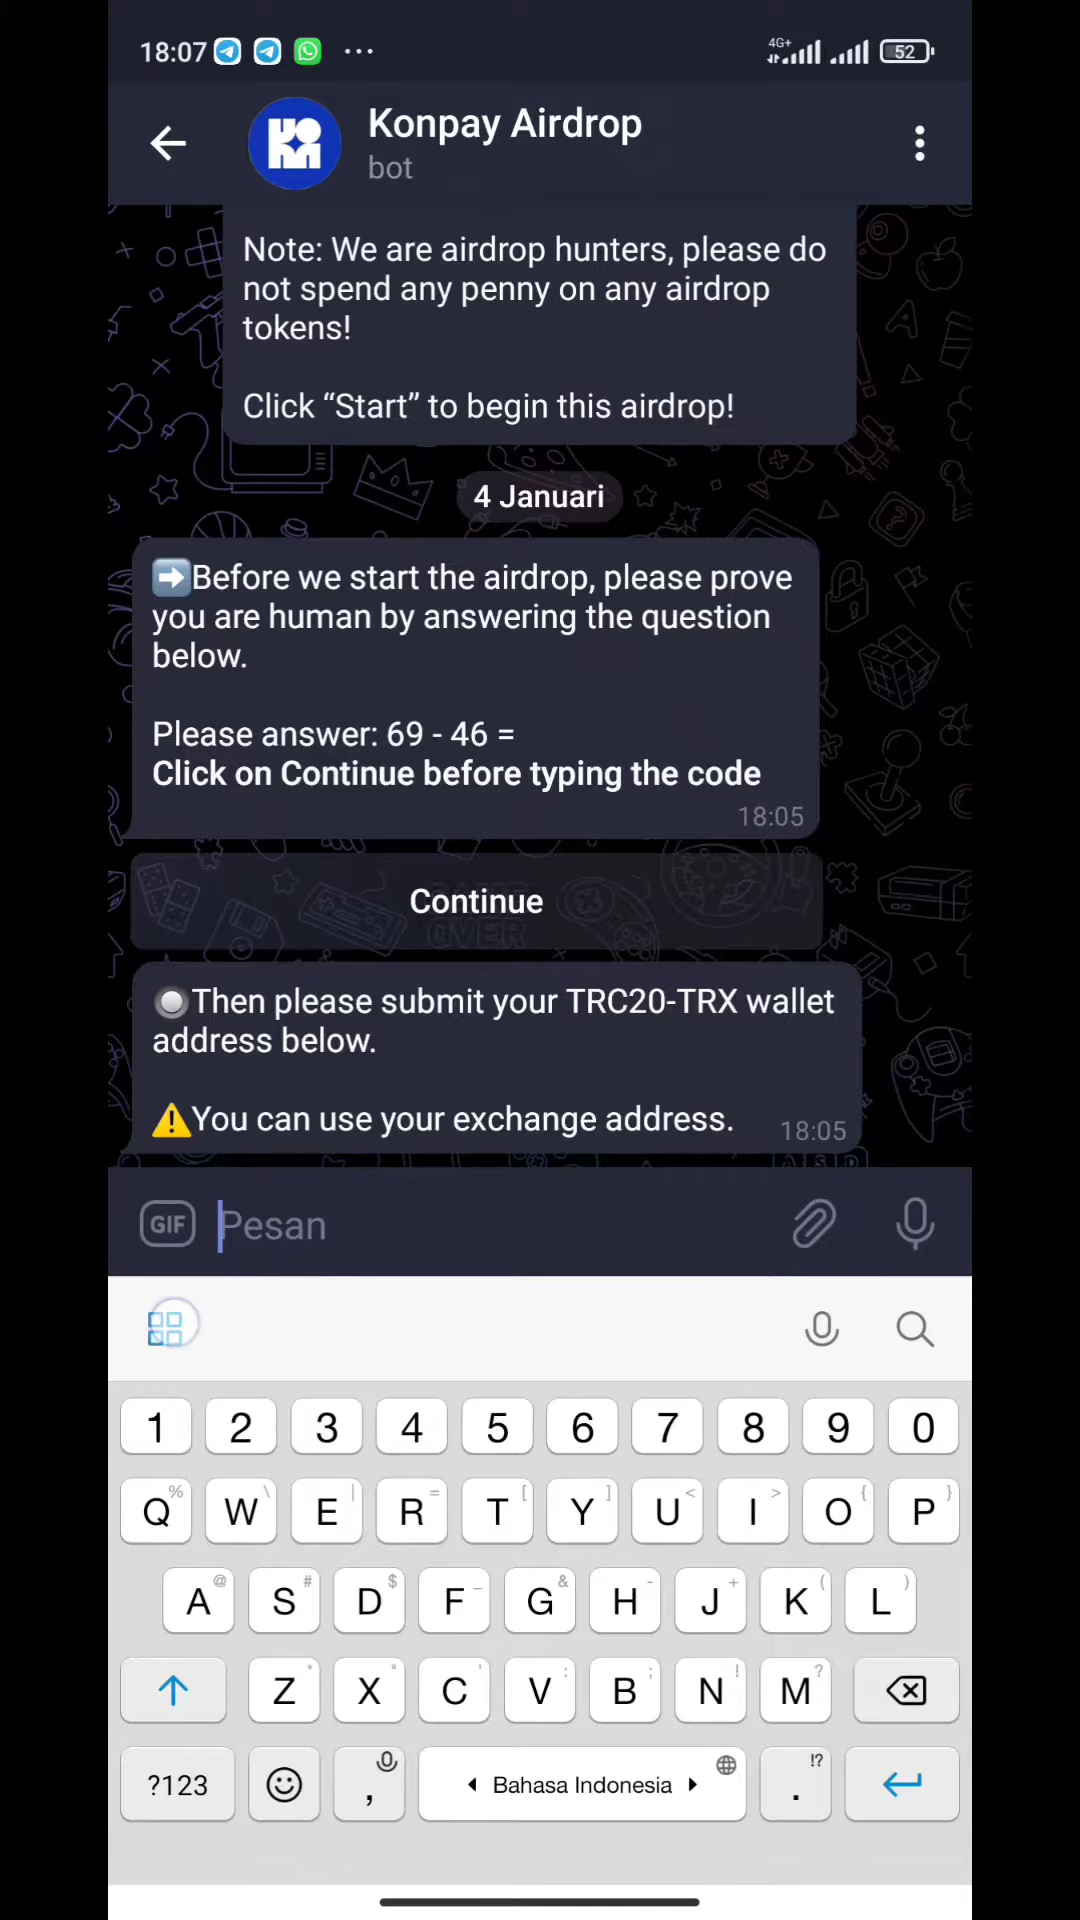 18:07 ... 4G+ 52
Konpay Airdrop
bot
Note: We are airdrop hunters, please do
not spend any penny on any airdrop
tokens!
Click “Start” to begin this airdrop!
4 Januari
➡️Before we start the airdrop, please prove
you are human by answering the question
below.
Please answer: 69 - 46 =
Click on Continue before typing the code
18:05
Continue
🔘Then please submit your TRC20-TRX wallet
address below.
⚠️You can use your exchange address.
18:05
GIF Pesan
1 2 3 4 5 6 7 8 9 0
Q % W \ E | R = T [ Y ] U < I > O { P }
A @ S # D $ F _ G & H - J + K ( L )
Z * X " C ' V : B ; N ! M ?
?123 , Bahasa Indonesia . !?